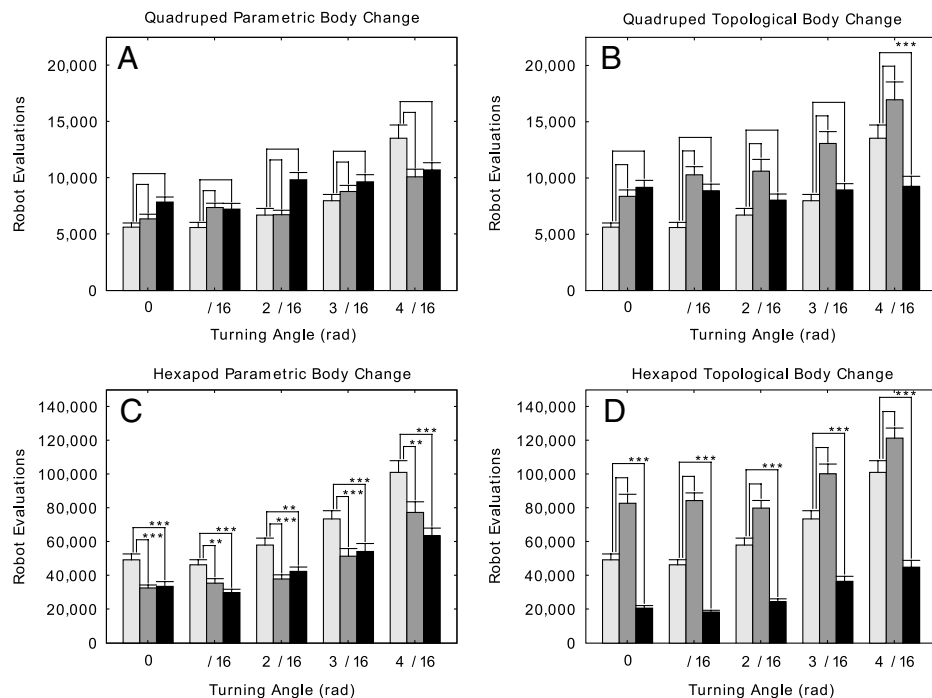 Quadruped Parametric Body Change
A
Robot Evaluations
20,000
15,000
10,000
5,000
0
0 / 16 2 / 16 3 / 16 4 / 16
Turning Angle (rad)
Quadruped Topological Body Change
B
***
Robot Evaluations
20,000
15,000
10,000
5,000
0
0 / 16 2 / 16 3 / 16 4 / 16
Turning Angle (rad)
Hexapod Parametric Body Change
C
*** *** *** ** ** *** *** *** *** **
Robot Evaluations
140,000
120,000
100,000
80,000
60,000
40,000
20,000
0
0 / 16 2 / 16 3 / 16 4 / 16
Turning Angle (rad)
Hexapod Topological Body Change
D
*** *** *** *** ***
Robot Evaluations
140,000
120,000
100,000
80,000
60,000
40,000
20,000
0
0 / 16 2 / 16 3 / 16 4 / 16
Turning Angle (rad)